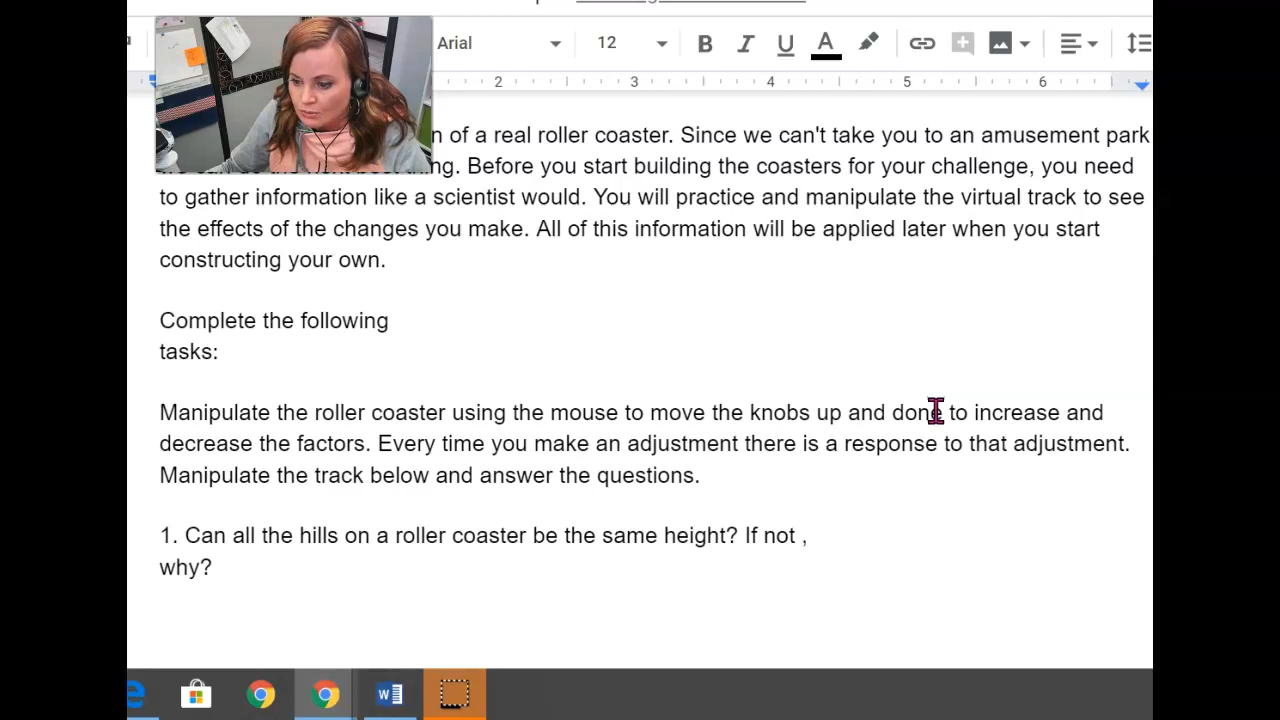 Arial 12 B I U A
2 3 4 5 6
n of a real roller coaster. Since we can't take you to an amusement park
ng. Before you start building the coasters for your challenge, you need
to gather information like a scientist would. You will practice and manipulate the virtual track to see
the effects of the changes you make. All of this information will be applied later when you start
constructing your own.
Complete the following
tasks:
Manipulate the roller coaster using the mouse to move the knobs up and done to increase and
decrease the factors. Every time you make an adjustment there is a response to that adjustment.
Manipulate the track below and answer the questions.
1. Can all the hills on a roller coaster be the same height? If not ,
why?
W